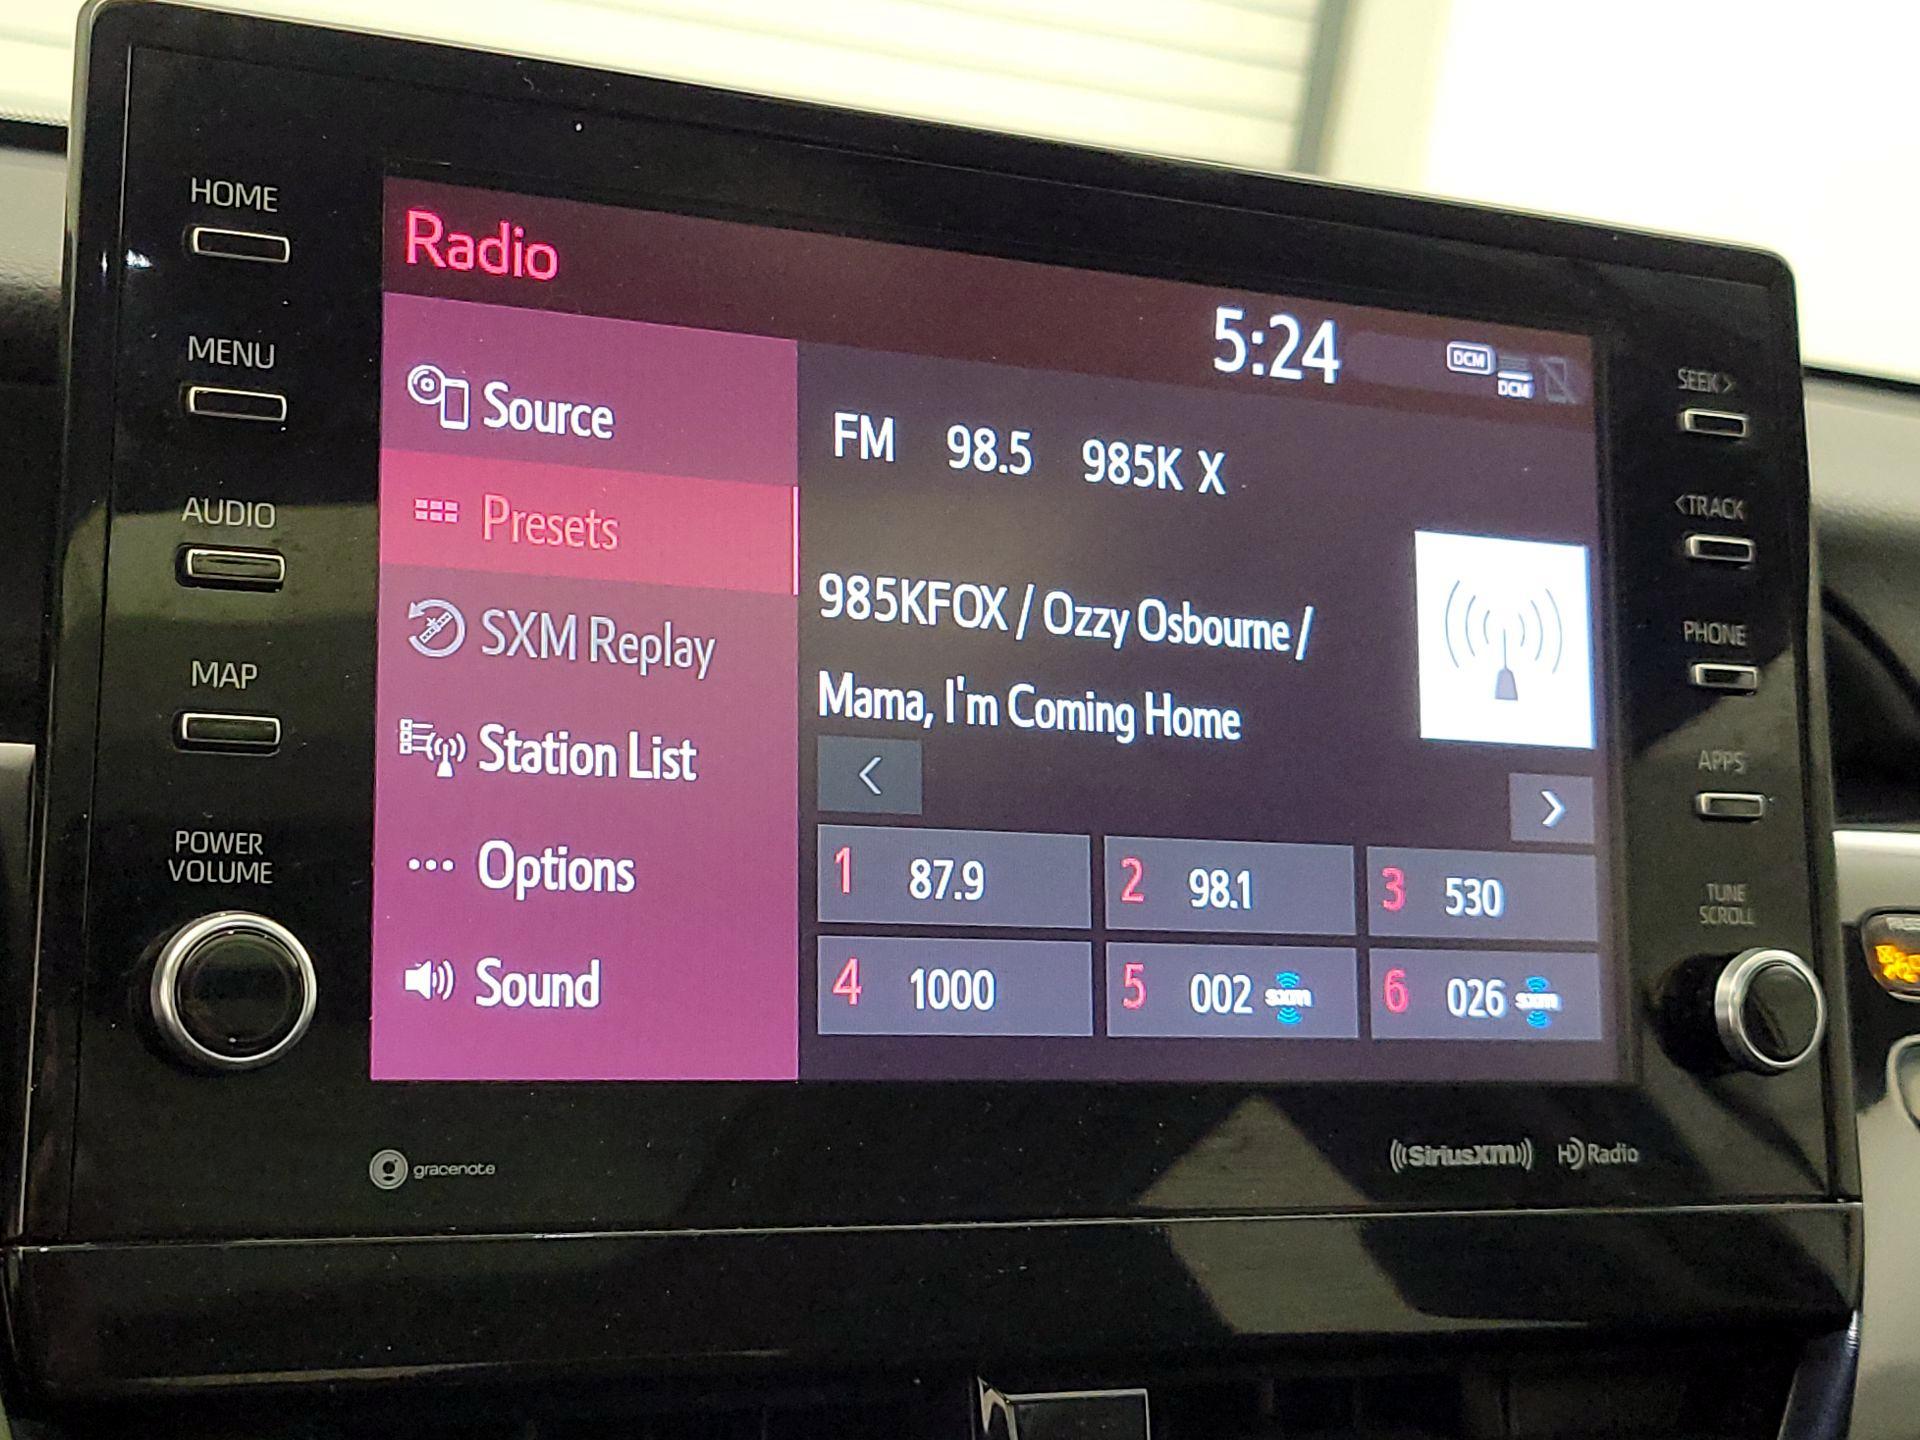 HOME
MENU
AUDIO
MAP
POWER
VOLUME
Radio
5:24
DCM
DCM
Source
Presets
SXM Replay
Station List
Options
Sound
FM 98.5 985K X
985KFOX / Ozzy Osbourne /
Mama, I'm Coming Home
<
>
1 87.9
2 98.1
3 530
4 1000
5 002 sxm
6 026 sxm
SEEK >
< TRACK
PHONE
APPS
TUNE
SCROLL
gracenote
((SiriusXM))
HD Radio